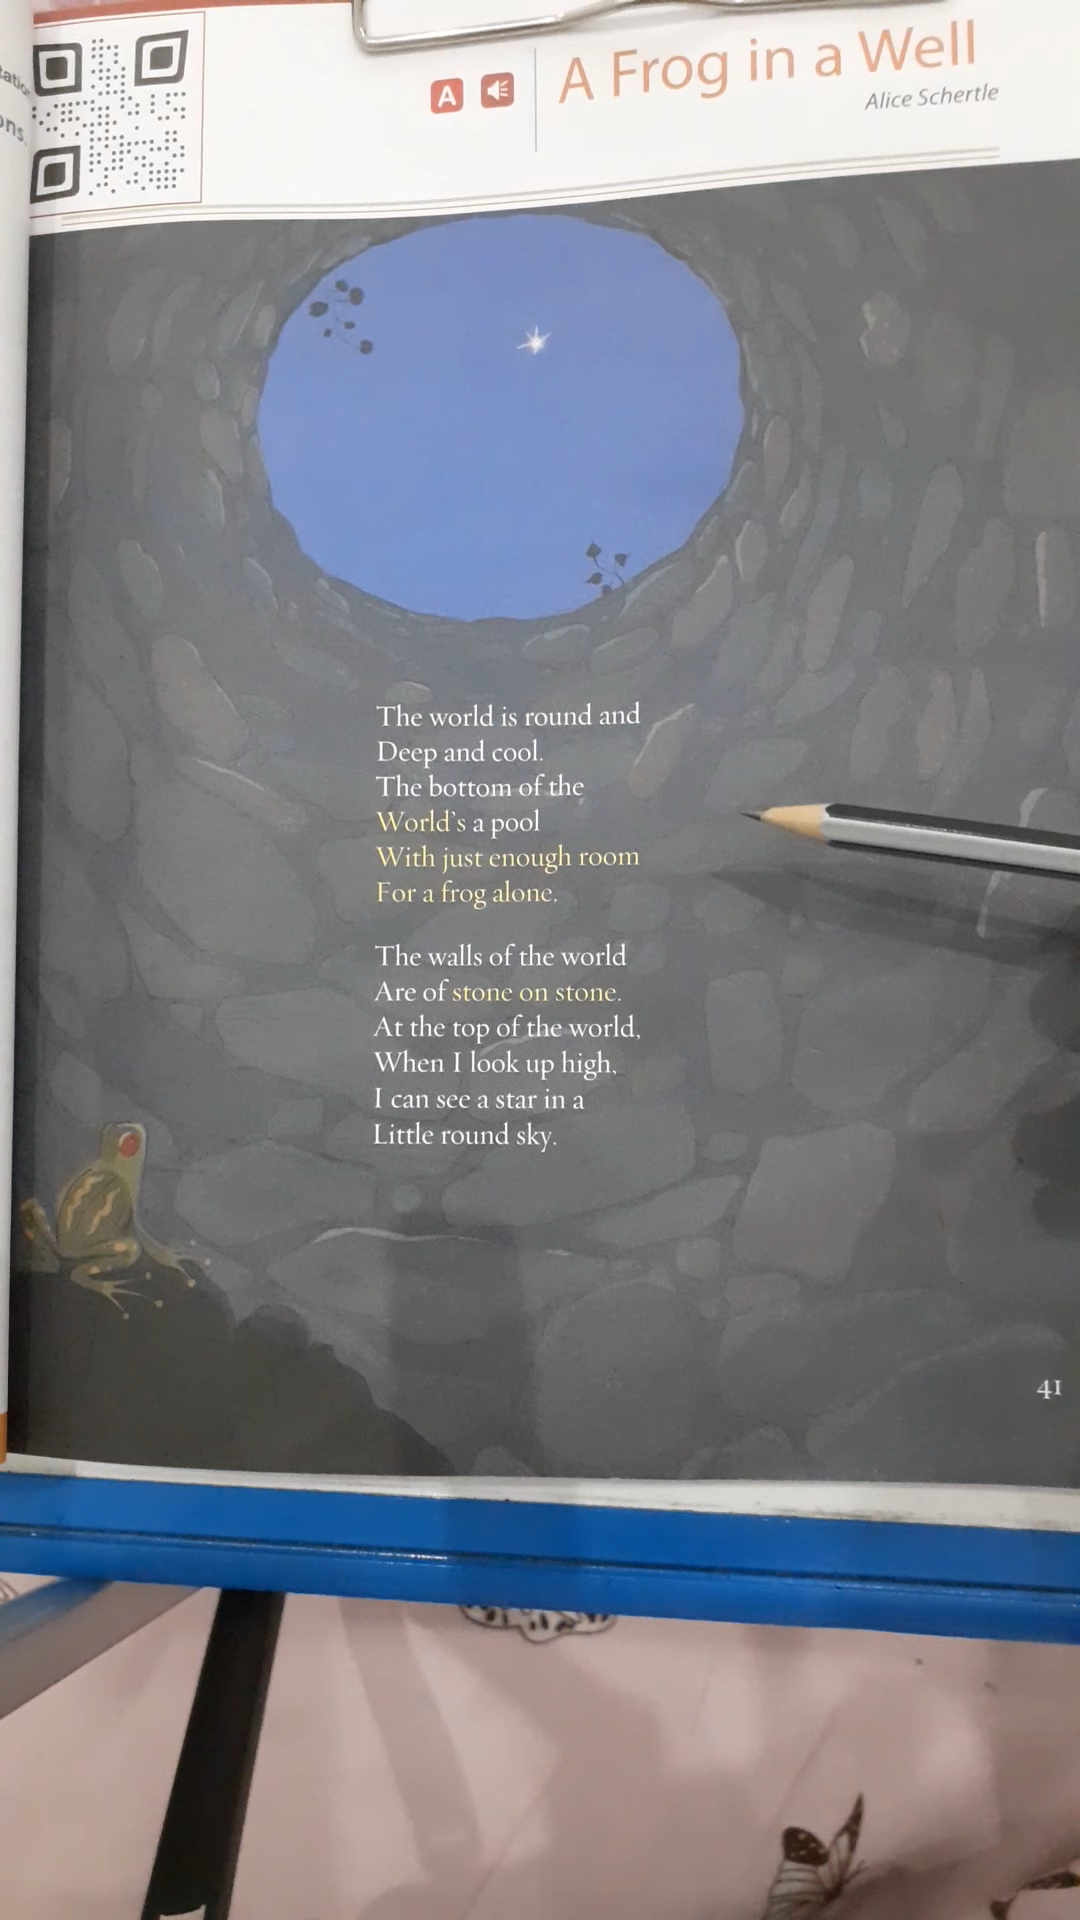 A Frog in a Well
A
Alice Schertle
ons.
The world is round and
Deep and cool.
The bottom of the
World's a pool
With just enough room
For a frog alone.
The walls of the world
Are of stone on stone.
At the top of the world,
When I look up high,
I can see a star in a
Little round sky.
41